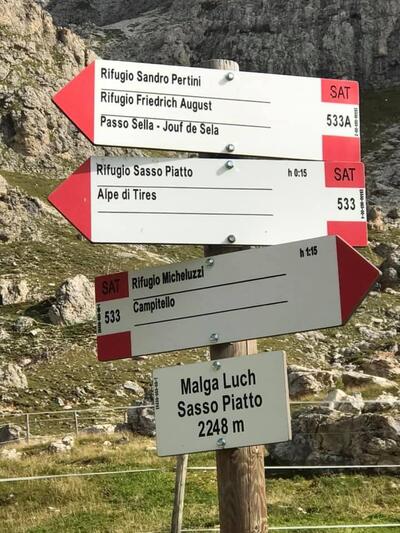 Rifugio Sandro Pertini SAT
Rifugio Friedrich August
Passo Sella - Jouf de Sela 533A
Rifugio Sasso Piatto h 0:15 SAT
Alpe di Tires 533
SAT Rifugio Micheluzzi h 1:15
533 Campitello
Malga Luch
Sasso Piatto
2248 m